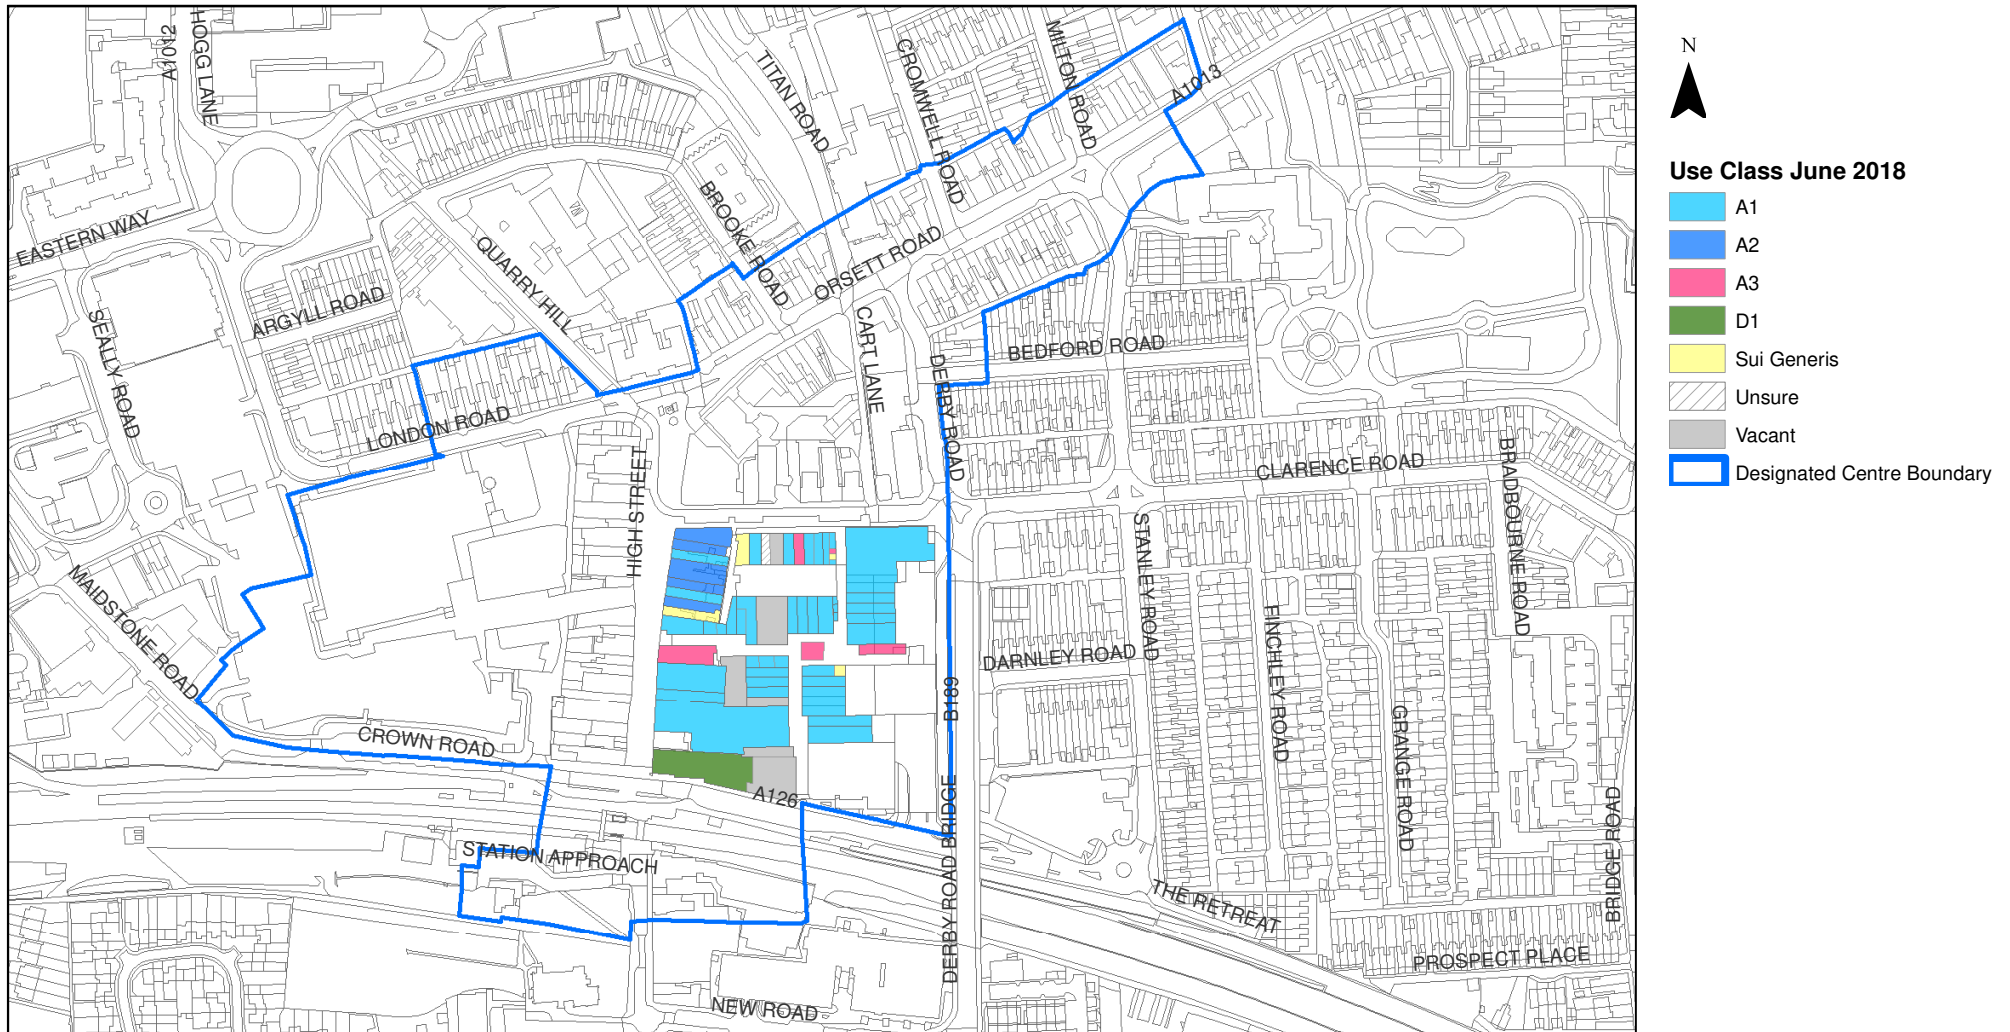 HOGG LANE
A1012
TITAN ROAD
CROMWELL ROAD
MILTON ROAD
A1013
EASTERN WAY
BROOKE ROAD
QUARRY HILL
ORSETT ROAD
ARGYLL ROAD
SEALLY ROAD
CART LANE
BEDFORD ROAD
DERBY ROAD
LONDON ROAD
HIGH STREET
CLARENCE ROAD
BRADBOURNE ROAD
STANLEY ROAD
MAIDSTONE ROAD
FINCHLEY ROAD
DARNLEY ROAD
B189
GRANGE ROAD
CROWN ROAD
A126
DERBY ROAD BRIDGE
STATION APPROACH
BRIDGE ROAD
THE RETREAT
PROSPECT PLACE
NEW ROAD
N
Use Class June 2018
A1
A2
A3
D1
Sui Generis
Unsure
Vacant
Designated Centre Boundary